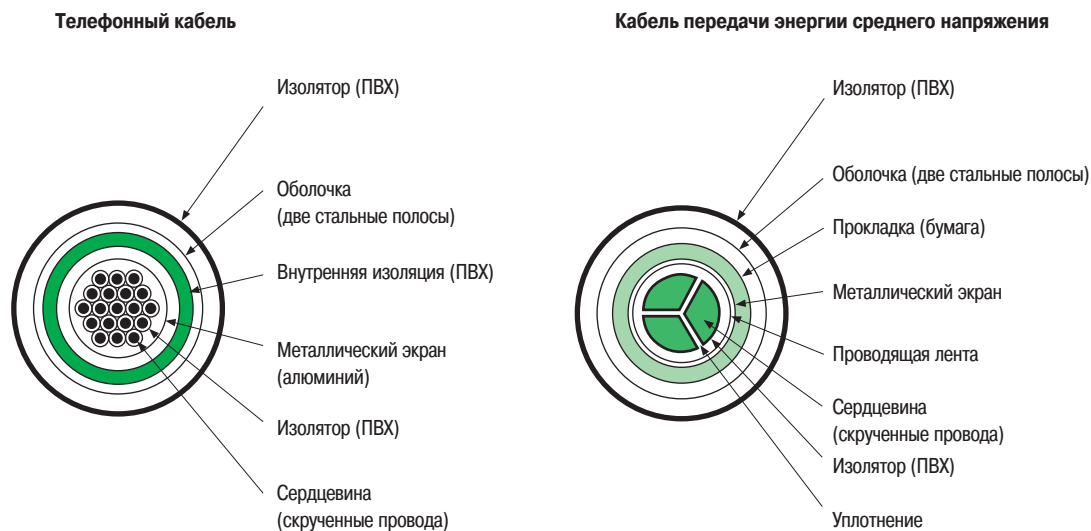 Телефонный кабель
Изолятор (ПВХ)
Оболочка
(две стальные полосы)
Внутренняя изоляция (ПВХ)
Металлический экран
(алюминий)
Изолятор (ПВХ)
Сердцевина
(скрученные провода)
Кабель передачи энергии среднего напряжения
Изолятор (ПВХ)
Оболочка (две стальные полосы)
Прокладка (бумага)
Металлический экран
Проводящая лента
Сердцевина
(скрученные провода)
Изолятор (ПВХ)
Уплотнение